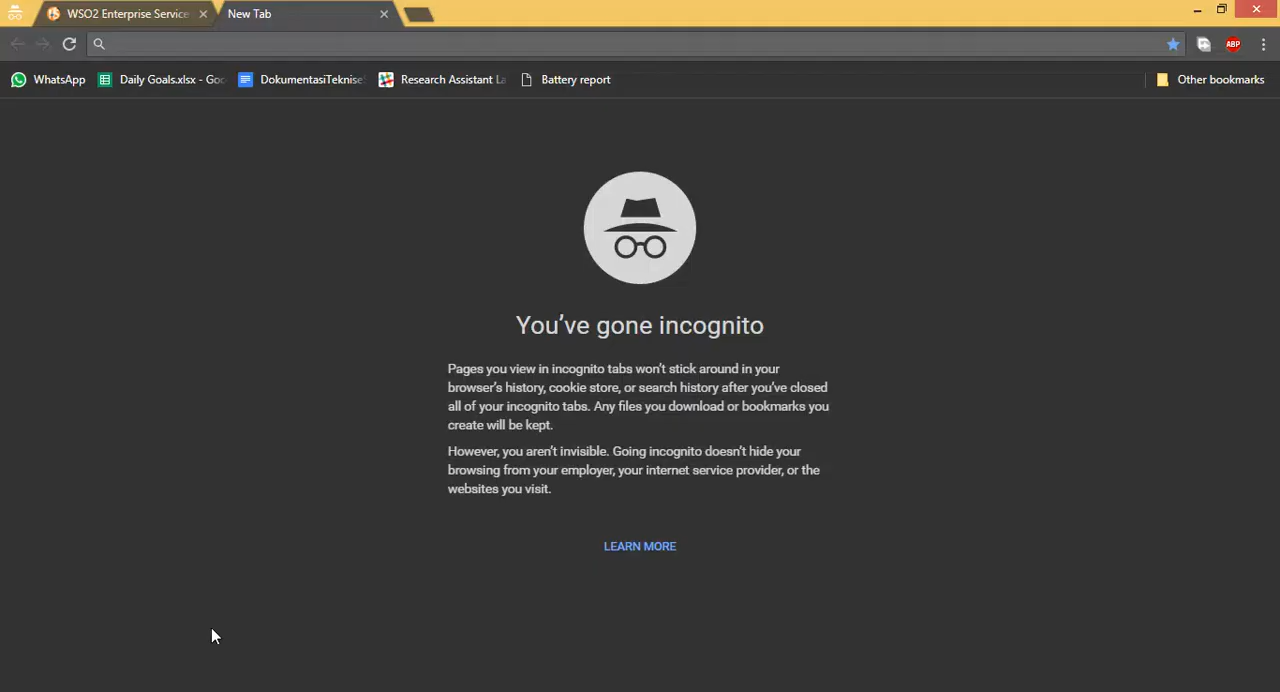 WSO2 Enterprise Service
New Tab
ABP
WhatsApp
Daily Goals.xlsx - Goo
DokumentasiTeknise
Research Assistant La
Battery report
Other bookmarks
You've gone incognito
Pages you view in incognito tabs won't stick around in your
browser's history, cookie store, or search history after you've closed
all of your incognito tabs. Any files you download or bookmarks you
create will be kept.
However, you aren't invisible. Going incognito doesn't hide your
browsing from your employer, your internet service provider, or the
websites you visit.
LEARN MORE